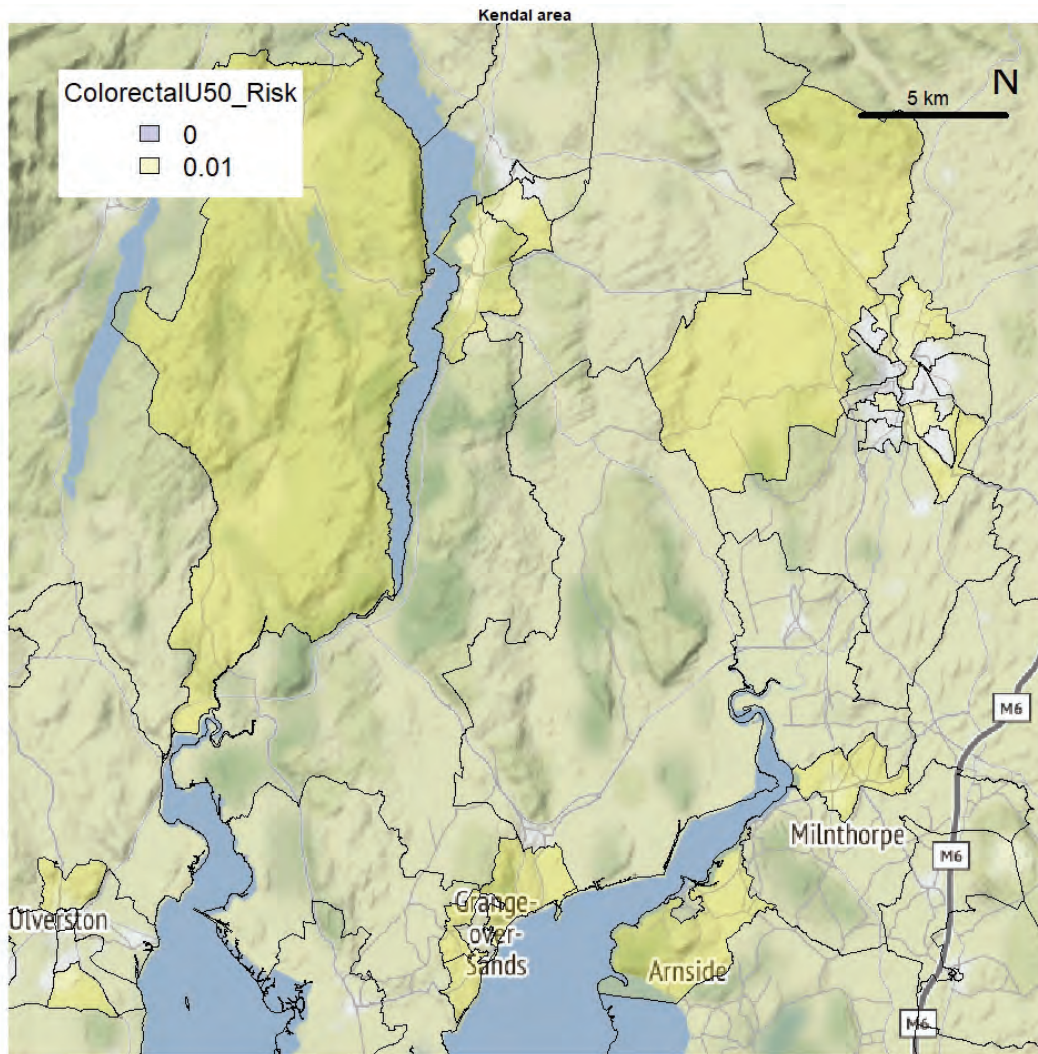 Kendal area
ColorectalU50_Risk
0
0.01
N
5 km
M6
Milnthorpe
M6
Ulverston
Grange-
over-
Sands
Arnside
M6